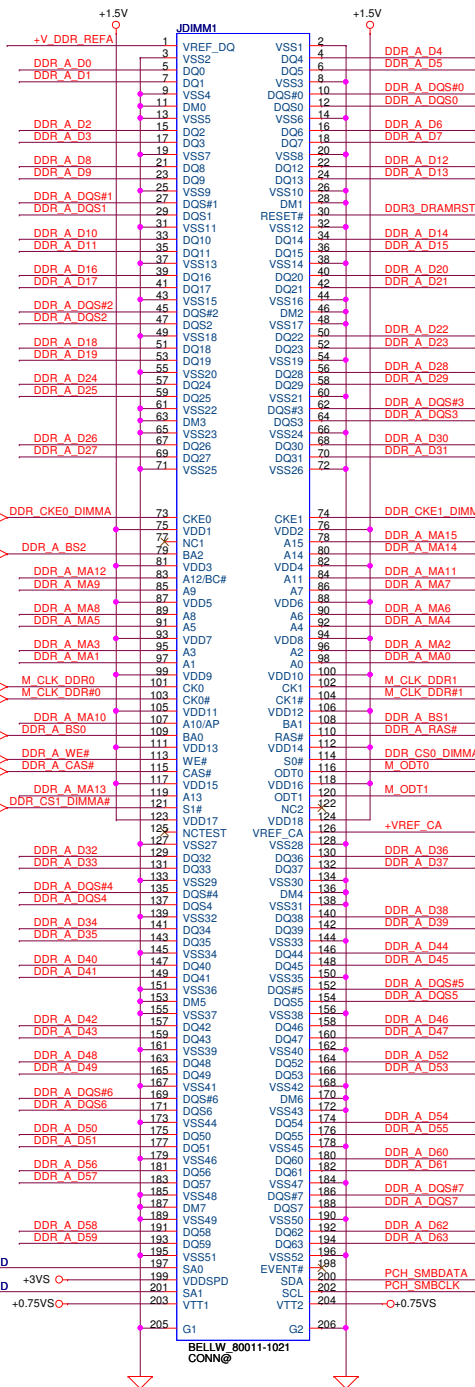 +1.5V +1.5V
JDIMM1
+V_DDR_REFA 1 VREF_DQ VSS1 2
3 VSS2 DQ4 4 DDR_A_D4
DDR_A_D0 5 DQ0 DQ5 6 DDR_A_D5
DDR_A_D1 7 DQ1 VSS3 8
9 VSS4 DQS#0 10 DDR_A_DQS#0
11 DM0 DQS0 12 DDR_A_DQS0
13 VSS5 VSS6 14
DDR_A_D2 15 DQ2 DQ6 16 DDR_A_D6
DDR_A_D3 17 DQ3 DQ7 18 DDR_A_D7
19 VSS7 VSS8 20
DDR_A_D8 21 DQ8 DQ12 22 DDR_A_D12
DDR_A_D9 23 DQ9 DQ13 24 DDR_A_D13
25 VSS9 VSS10 26
DDR_A_DQS#1 27 DQS#1 DM1 28
DDR_A_DQS1 29 DQS1 RESET# 30 DDR3_DRAMRST
31 VSS11 VSS12 32
DDR_A_D10 33 DQ10 DQ14 34 DDR_A_D14
DDR_A_D11 35 DQ11 DQ15 36 DDR_A_D15
37 VSS13 VSS14 38
DDR_A_D16 39 DQ16 DQ20 40 DDR_A_D20
DDR_A_D17 41 DQ17 DQ21 42 DDR_A_D21
43 VSS15 VSS16 44
DDR_A_DQS#2 45 DQS#2 DM2 46
DDR_A_DQS2 47 DQS2 VSS17 48
49 VSS18 DQ22 50 DDR_A_D22
DDR_A_D18 51 DQ18 DQ23 52 DDR_A_D23
DDR_A_D19 53 DQ19 VSS19 54
55 VSS20 DQ28 56 DDR_A_D28
DDR_A_D24 57 DQ24 DQ29 58 DDR_A_D29
DDR_A_D25 59 DQ25 VSS21 60
61 VSS22 DQS#3 62 DDR_A_DQS#3
63 DM3 DQS3 64 DDR_A_DQS3
65 VSS23 VSS24 66
DDR_A_D26 67 DQ26 DQ30 68 DDR_A_D30
DDR_A_D27 69 DQ27 DQ31 70 DDR_A_D31
71 VSS25 VSS26 72
DDR_CKE0_DIMMA 73 CKE0 CKE1 74 DDR_CKE1_DIMM
75 VDD1 VDD2 76
77 NC1 A15 78 DDR_A_MA15
DDR_A_BS2 79 BA2 A14 80 DDR_A_MA14
81 VDD3 VDD4 82
DDR_A_MA12 83 A12/BC# A11 84 DDR_A_MA11
DDR_A_MA9 85 A9 A7 86 DDR_A_MA7
87 VDD5 VDD6 88
DDR_A_MA8 89 A8 A6 90 DDR_A_MA6
DDR_A_MA5 91 A5 A4 92 DDR_A_MA4
93 VDD7 VDD8 94
DDR_A_MA3 95 A3 A2 96 DDR_A_MA2
DDR_A_MA1 97 A1 A0 98 DDR_A_MA0
99 VDD9 VDD10 100
M_CLK_DDR0 101 CK0 CK1 102 M_CLK_DDR1
M_CLK_DDR#0 103 CK0# CK1# 104 M_CLK_DDR#1
105 VDD11 VDD12 106
DDR_A_MA10 107 A10/AP BA1 108 DDR_A_BS1
DDR_A_BS0 109 BA0 RAS# 110 DDR_A_RAS#
111 VDD13 VDD14 112
DDR_A_WE# 113 WE# S0# 114 DDR_CS0_DIMMA
DDR_A_CAS# 115 CAS# ODT0 116 M_ODT0
117 VDD15 VDD16 118
DDR_A_MA13 119 A13 ODT1 120 M_ODT1
DDR_CS1_DIMMA# 121 S1# NC2 122
123 VDD17 VDD18 124
125 NCTEST VREF_CA 126 +VREF_CA
127 VSS27 VSS28 128
DDR_A_D32 129 DQ32 DQ36 130 DDR_A_D36
DDR_A_D33 131 DQ33 DQ37 132 DDR_A_D37
133 VSS29 VSS30 134
DDR_A_DQS#4 135 DQS#4 DM4 136
DDR_A_DQS4 137 DQS4 VSS31 138
139 VSS32 DQ38 140 DDR_A_D38
DDR_A_D34 141 DQ34 DQ39 142 DDR_A_D39
DDR_A_D35 143 DQ35 VSS33 144
145 VSS34 DQ44 146 DDR_A_D44
DDR_A_D40 147 DQ40 DQ45 148 DDR_A_D45
DDR_A_D41 149 DQ41 VSS35 150
151 VSS36 DQS#5 152 DDR_A_DQS#5
153 DM5 DQS5 154 DDR_A_DQS5
155 VSS37 VSS38 156
DDR_A_D42 157 DQ42 DQ46 158 DDR_A_D46
DDR_A_D43 159 DQ43 DQ47 160 DDR_A_D47
161 VSS39 VSS40 162
DDR_A_D48 163 DQ48 DQ52 164 DDR_A_D52
DDR_A_D49 165 DQ49 DQ53 166 DDR_A_D53
167 VSS41 VSS42 168
DDR_A_DQS#6 169 DQS#6 DM6 170
DDR_A_DQS6 171 DQS6 VSS43 172
173 VSS44 DQ54 174 DDR_A_D54
DDR_A_D50 175 DQ50 DQ55 176 DDR_A_D55
DDR_A_D51 177 DQ51 VSS45 178
179 VSS46 DQ60 180 DDR_A_D60
DDR_A_D56 181 DQ56 DQ61 182 DDR_A_D61
DDR_A_D57 183 DQ57 VSS47 184
185 VSS48 DQS#7 186 DDR_A_DQS#7
187 DM7 DQS7 188 DDR_A_DQS7
189 VSS49 VSS50 190
DDR_A_D58 191 DQ58 DQ62 192 DDR_A_D62
DDR_A_D59 193 DQ59 DQ63 194 DDR_A_D63
195 VSS51 VSS52 196
D 197 SA0 EVENT# 198
+3VS 199 VDDSPD SDA 200 PCH_SMBDATA
D 201 SA1 SCL 202 PCH_SMBCLK
+0.75VS 203 VTT1 VTT2 204 +0.75VS
205 G1 G2 206
BELLW_80011-1021
CONN@